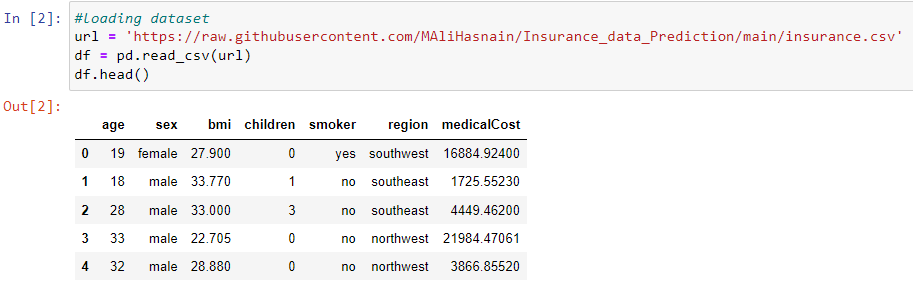 In [2]: #loading dataset
url = 'https://raw.githubusercontent.com/MAliHasnain/Insurance_data_Prediction/main/insurance.csv'
df = pd.read_csv(url)
df.head()
Out[2]:
age sex bmi children smoker region medicalCost
0 19 female 27.900 0 yes southwest 16884.92400
1 18 male 33.770 1 no southeast 1725.55230
2 28 male 33.000 3 no southeast 4449.46200
3 33 male 22.705 0 no northwest 21984.47061
4 32 male 28.880 0 no northwest 3866.85520